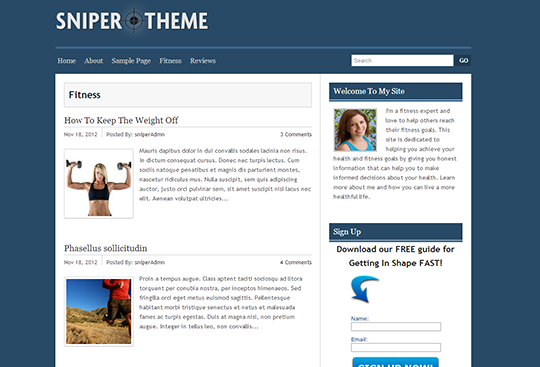 SNIPER THEME
Home About Sample Page Fitness Reviews
Search
GO
Fitness
How To Keep The Weight Off
Nov 18, 2012 Posted By: sniperadmn 3 Comments
Mauris dapibus dolor in dui convallis sodales lacinia non risus.
In dictum consequat cursus. Donec nec turpis lectus. Cum
sociis natoque penatibus et magnis dis parturient montes,
nascetur ridiculus mus. Nulla suscipit, sem quis adipiscing
auctor, justo orci pulvinar sem, sit amet suscipit nisl lacus nec
elit. Aenean volutpat ultricies...
Phasellus sollicitudin
Nov 18, 2012 Posted By: sniperadmn 4 Comments
Proin a tempus augue. Class aptent taciti sociosqu ad litora
torquent per conubia nostra, per inceptos himenaeos. Sed
fringilla orci eget metus euismod sagittis. Pellentesque
habitant morbi tristique senectus et netus et malesuada
fames ac turpis egestas. Duis at magna nisi, non pretium
augue. Integer in tellus leo, non convallis...
Welcome To My Site
I'm a fitness expert and
love to help others reach
their fitness goals. This
site is dedicated to
helping you achieve your
health and fitness goals by giving you honest
information that can help you to make
informed decisions about your health. Learn
more about me and how you can live a more
healthful life.
Sign Up
Download our FREE guide for
Getting In Shape FAST!
Name:
Email:
SIGN UP NOW!